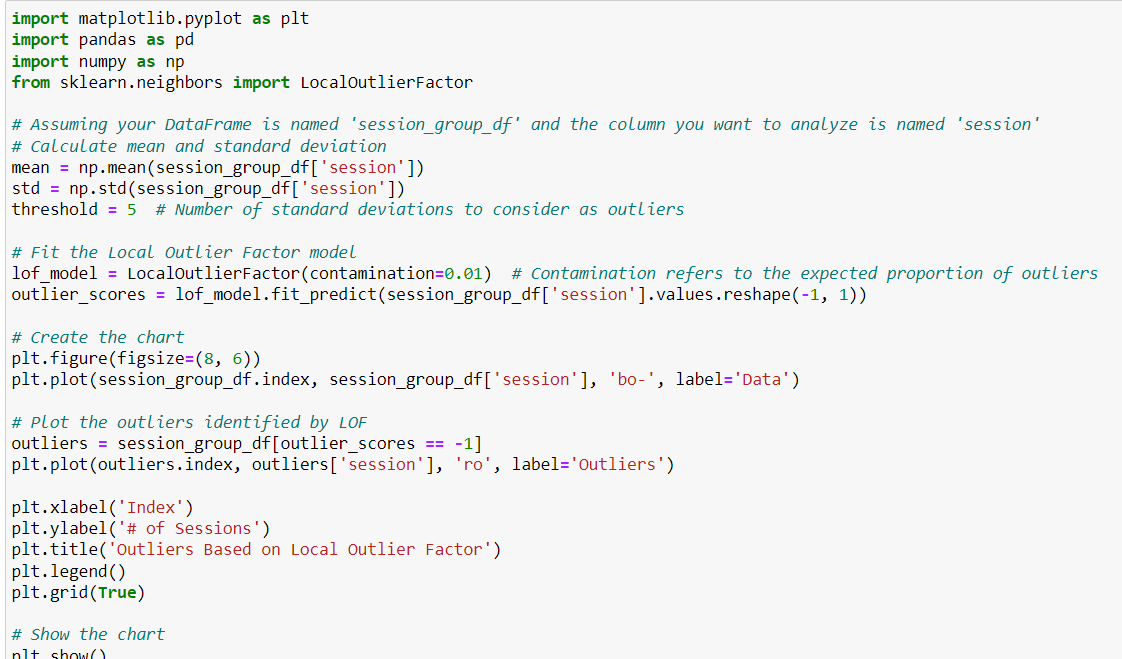 import matplotlib.pyplot as plt
import pandas as pd
import numpy as np
from sklearn.neighbors import LocalOutlierFactor
# Assuming your DataFrame is named 'session_group_df' and the column you want to analyze is named 'session'
# Calculate mean and standard deviation
mean = np.mean(session_group_df['session'])
std = np.std(session_group_df['session'])
threshold = 5  # Number of standard deviations to consider as outliers
# Fit the Local Outlier Factor model
lof_model = LocalOutlierFactor(contamination=0.01)  # Contamination refers to the expected proportion of outliers
outlier_scores = lof_model.fit_predict(session_group_df['session'].values.reshape(-1, 1))
# Create the chart
plt.figure(figsize=(8, 6))
plt.plot(session_group_df.index, session_group_df['session'], 'bo-', label='Data')
# Plot the outliers identified by LOF
outliers = session_group_df[outlier_scores == -1]
plt.plot(outliers.index, outliers['session'], 'ro', label='Outliers')
plt.xlabel('Index')
plt.ylabel('# of Sessions')
plt.title('Outliers Based on Local Outlier Factor')
plt.legend()
plt.grid(True)
# Show the chart
plt.show()